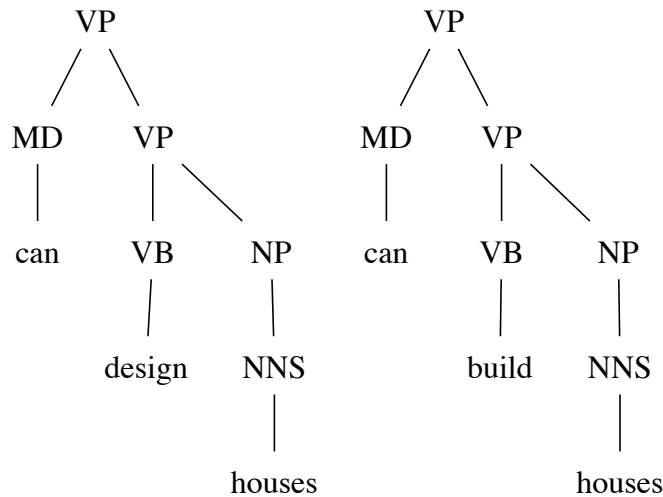 VP VP
MD VP MD VP
can VB NP can VB NP
design NNS build NNS
houses houses